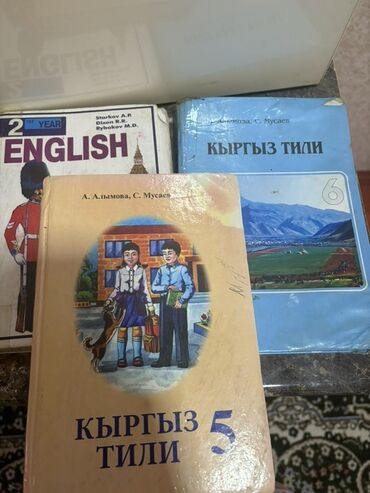 2nd YEAR
Starkov A.P.
Dixon R.R.
Rybakov M.D.
ENGLISH
С. Мусаев
КЫРГЫЗ ТИЛИ
6
А. Алымова, С. Мусаев
КЫРГЫЗ
ТИЛИ
5